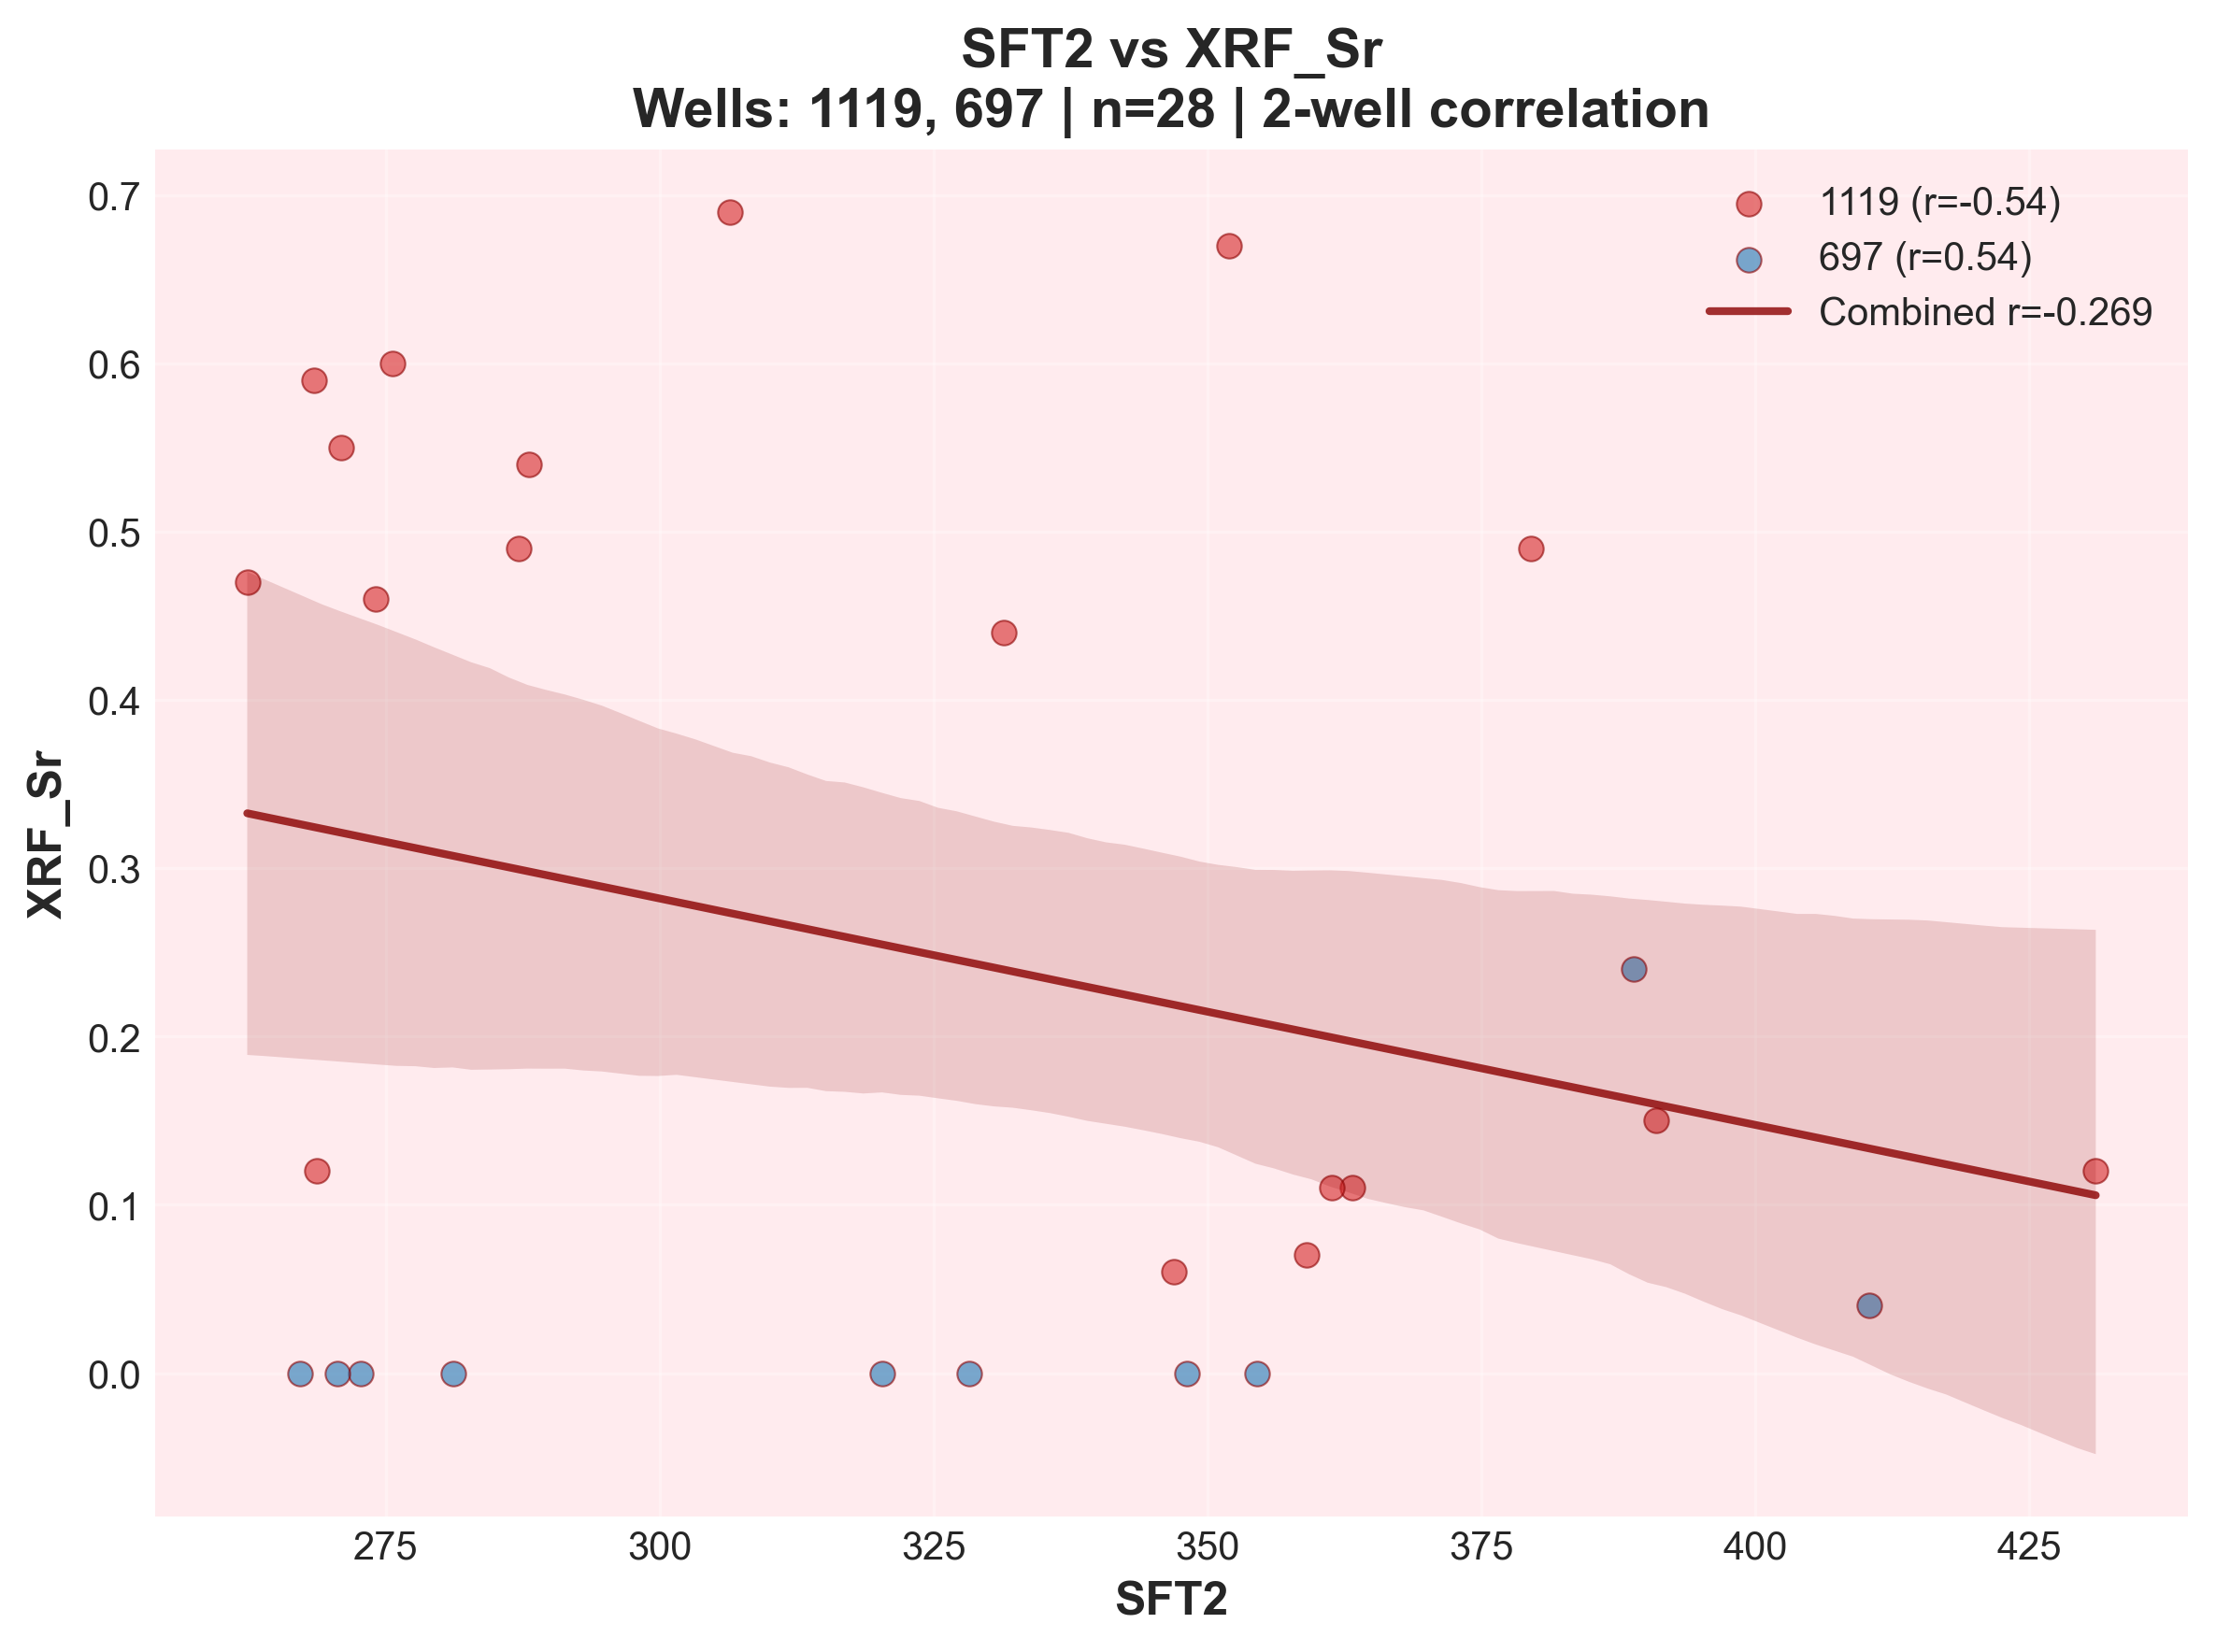 SFT2 vs XRF_Sr
Wells: 1119, 697 | n=28 | 2-well correlation
1119 (r=-0.54)
697 (r=0.54)
Combined r=-0.269
XRF_Sr
0.7
0.6
0.5
0.4
0.3
0.2
0.1
0.0
275 300 325 350 375 400 425
SFT2